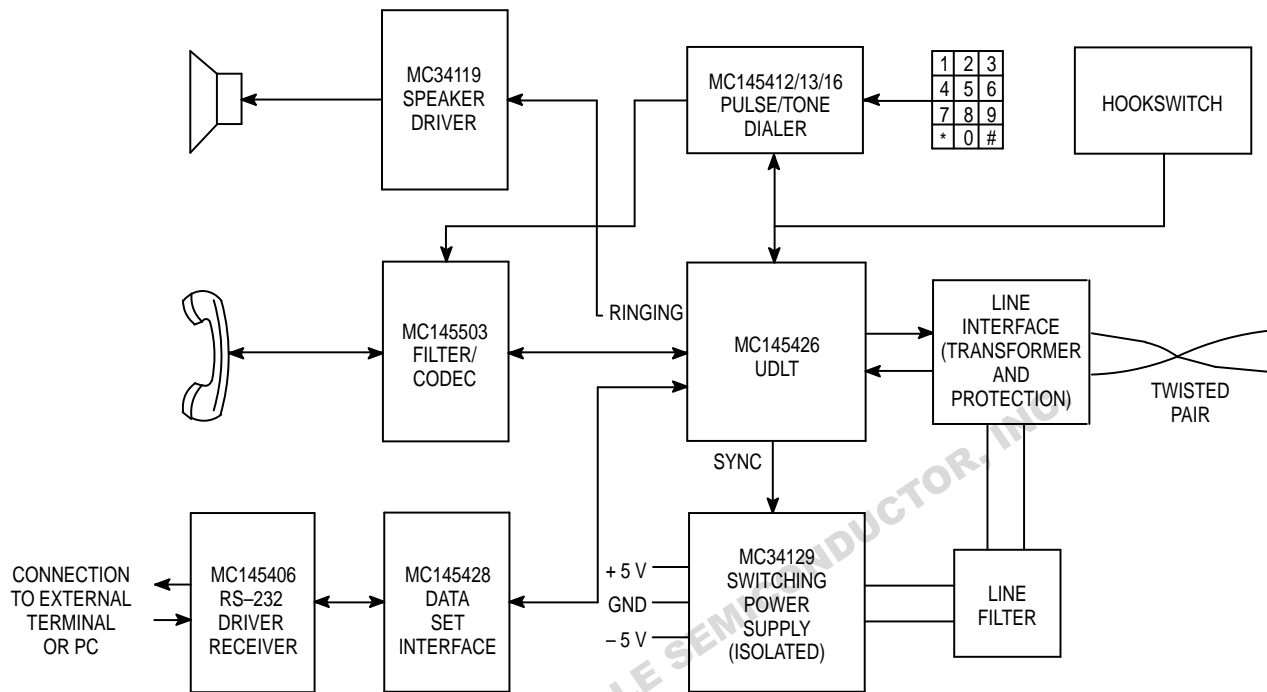 MC34119
SPEAKER
DRIVER
MC145412/13/16
PULSE/TONE
DIALER
1 2 3
4 5 6
7 8 9
* 0 #
HOOKSWITCH
MC145503
FILTER/
CODEC
RINGING
MC145426
UDLT
LINE
INTERFACE
(TRANSFORMER
AND
PROTECTION)
TWISTED
PAIR
SYNC
CONNECTION
TO EXTERNAL
TERMINAL
OR PC
MC145406
RS–232
DRIVER
RECEIVER
MC145428
DATA
SET
INTERFACE
+ 5 V
GND
– 5 V
MC34129
SWITCHING
POWER
SUPPLY
(ISOLATED)
LINE
FILTER
LE SEMICONDUCTOR, INC.